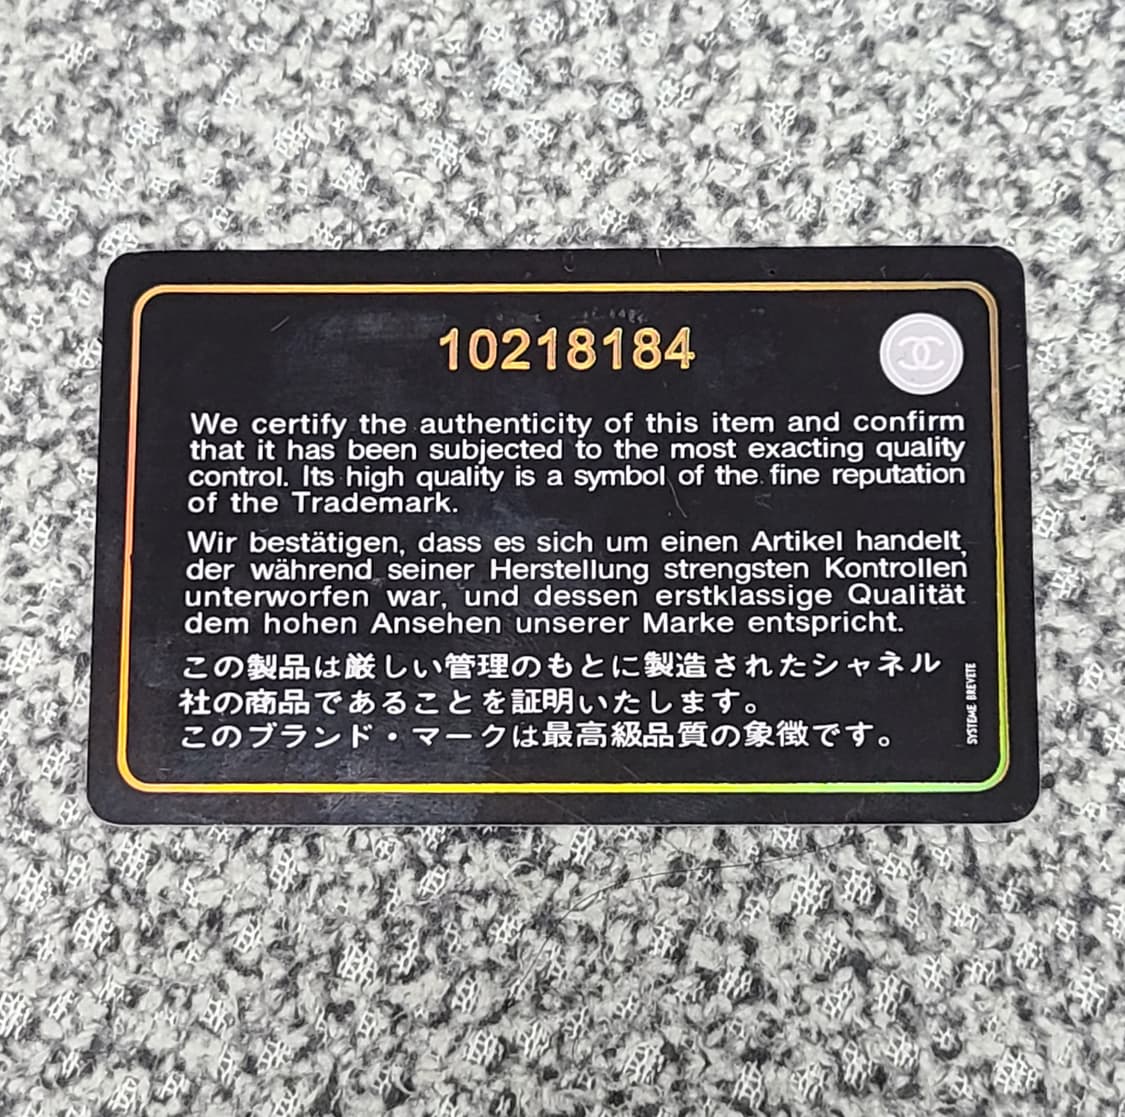 10218184
We certify the authenticity of this item and confirm
that it has been subjected to the most exacting quality
control. Its high quality is a symbol of the fine reputation
of the Trademark.
Wir bestätigen, dass es sich um einen Artikel handelt,
der während seiner Herstellung strengsten Kontrollen
unterworfen war, und dessen erstklassige Qualität
dem hohen Ansehen unserer Marke entspricht.
この製品は厳しい管理のもとに製造されたシャネル
社の商品であることを証明いたします。
このブランド・マークは最高級品質の象徴です。
SYSTEME BREVETE